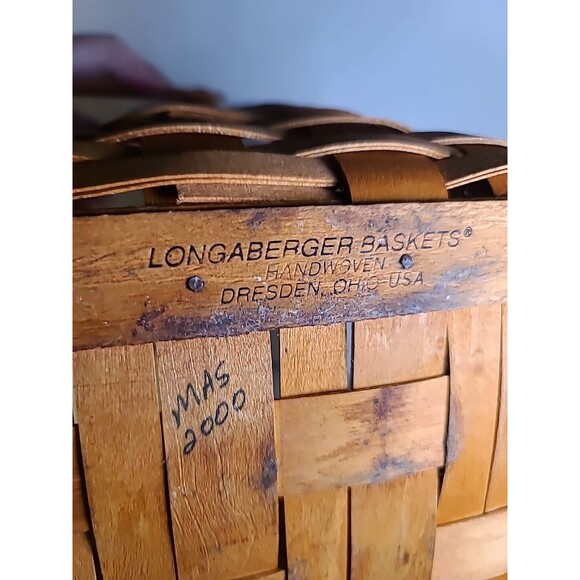 LONGABERGER BASKETS®
HANDWOVEN
DRESDEN, OHIO USA
MAS
2000